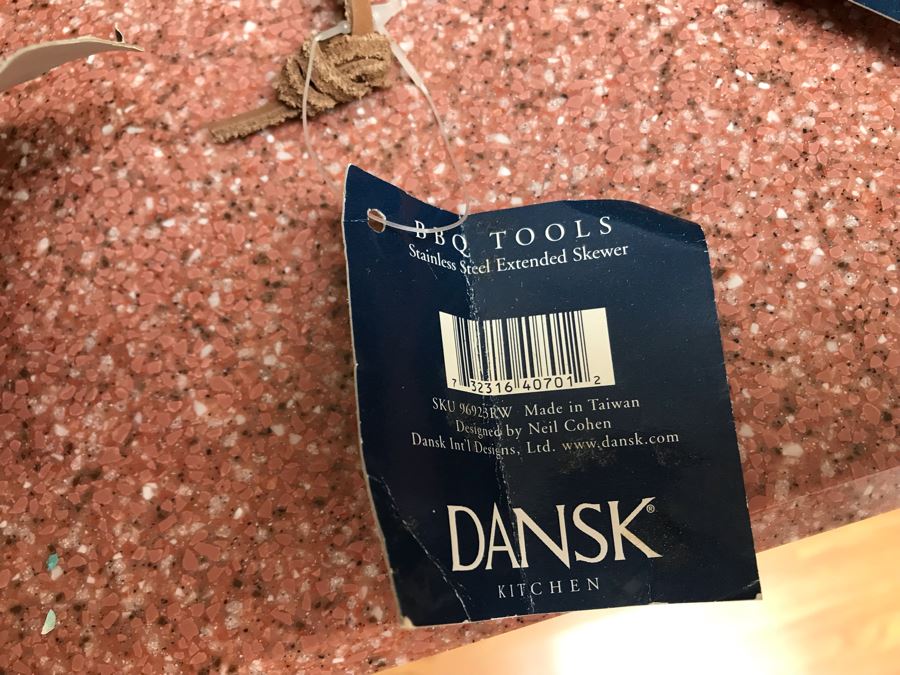 BBQ TOOLS
Stainless Steel Extended Skewer
7 32316 40701 2
SKU 96923RW Made in Taiwan
Designed by Neil Cohen
Dansk Int'l Designs, Ltd. www.dansk.com
DANSK®
KITCHEN